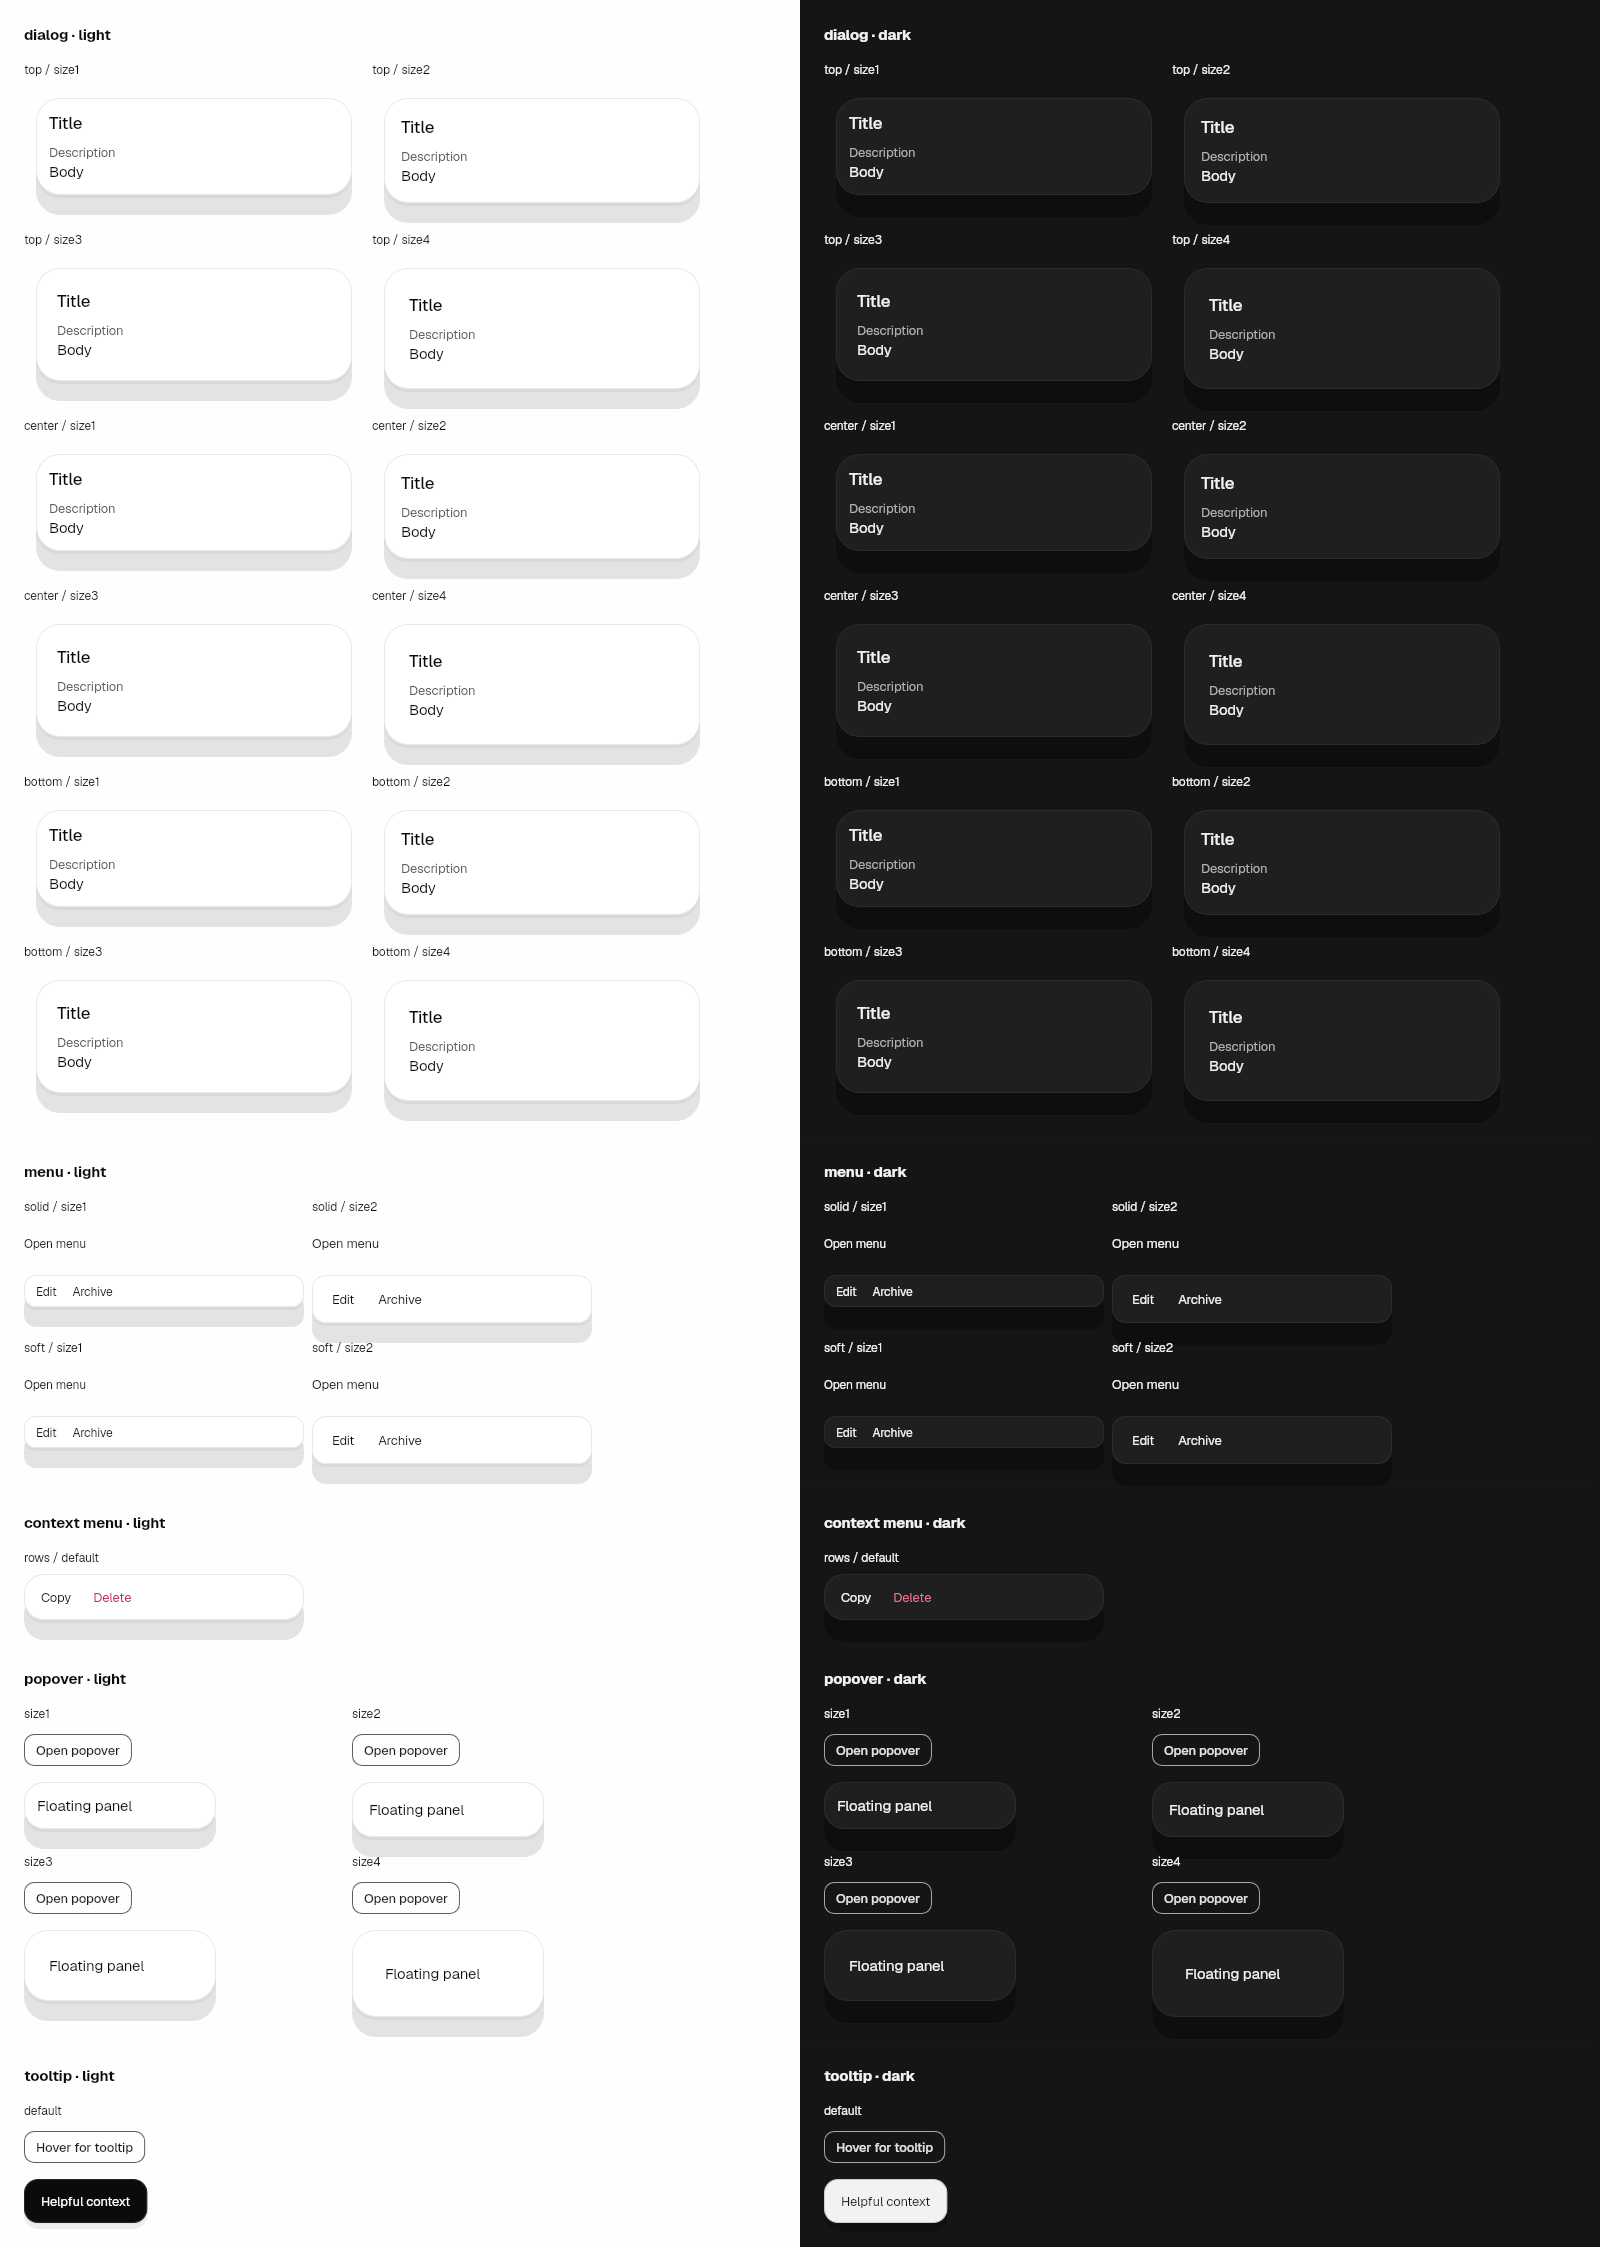 dialog · light
top / size1
top / size2
Title
Description
Body
Title
Description
Body
top / size3
top / size4
Title
Description
Body
Title
Description
Body
center / size1
center / size2
Title
Description
Body
Title
Description
Body
center / size3
center / size4
Title
Description
Body
Title
Description
Body
bottom / size1
bottom / size2
Title
Description
Body
Title
Description
Body
bottom / size3
bottom / size4
Title
Description
Body
Title
Description
Body
menu · light
solid / size1
solid / size2
Open menu
Open menu
Edit Archive
Edit Archive
soft / size1
soft / size2
Open menu
Open menu
Edit Archive
Edit Archive
context menu · light
rows / default
Copy Delete
popover · light
size1
size2
Open popover
Open popover
Floating panel
Floating panel
size3
size4
Open popover
Open popover
Floating panel
Floating panel
tooltip · light
default
Hover for tooltip
Helpful context
dialog · dark
top / size1
top / size2
Title
Description
Body
Title
Description
Body
top / size3
top / size4
Title
Description
Body
Title
Description
Body
center / size1
center / size2
Title
Description
Body
Title
Description
Body
center / size3
center / size4
Title
Description
Body
Title
Description
Body
bottom / size1
bottom / size2
Title
Description
Body
Title
Description
Body
bottom / size3
bottom / size4
Title
Description
Body
Title
Description
Body
menu · dark
solid / size1
solid / size2
Open menu
Open menu
Edit Archive
Edit Archive
soft / size1
soft / size2
Open menu
Open menu
Edit Archive
Edit Archive
context menu · dark
rows / default
Copy Delete
popover · dark
size1
size2
Open popover
Open popover
Floating panel
Floating panel
size3
size4
Open popover
Open popover
Floating panel
Floating panel
tooltip · dark
default
Hover for tooltip
Helpful context